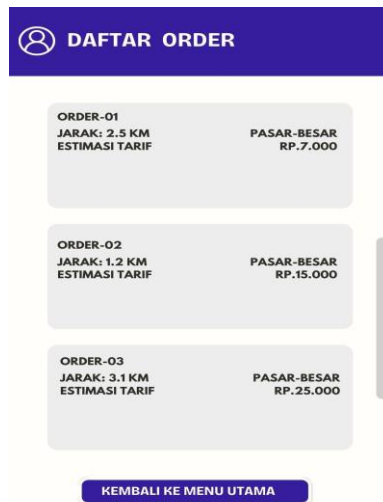 DAFTAR ORDER
ORDER-01
JARAK: 2.5 KM PASAR-BESAR
ESTIMASI TARIF RP.7.000
ORDER-02
JARAK: 1.2 KM PASAR-BESAR
ESTIMASI TARIF RP.15.000
ORDER-03
JARAK: 3.1 KM PASAR-BESAR
ESTIMASI TARIF RP.25.000
KEMBALI KE MENU UTAMA